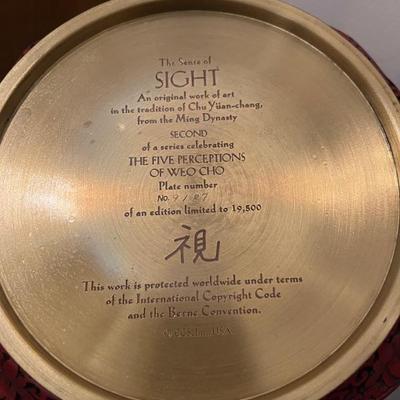 The Sense of
SIGHT
An original work of art
in the tradition of Chu Yüan-chang,
from the Ming Dynasty
SECOND
of a series celebrating
THE FIVE PERCEPTIONS
OF WEO CHO
Plate number
No. 9187
of an edition limited to 19,500
視
This work is protected worldwide under terms
of the International Copyright Code
and the Berne Convention.
USA